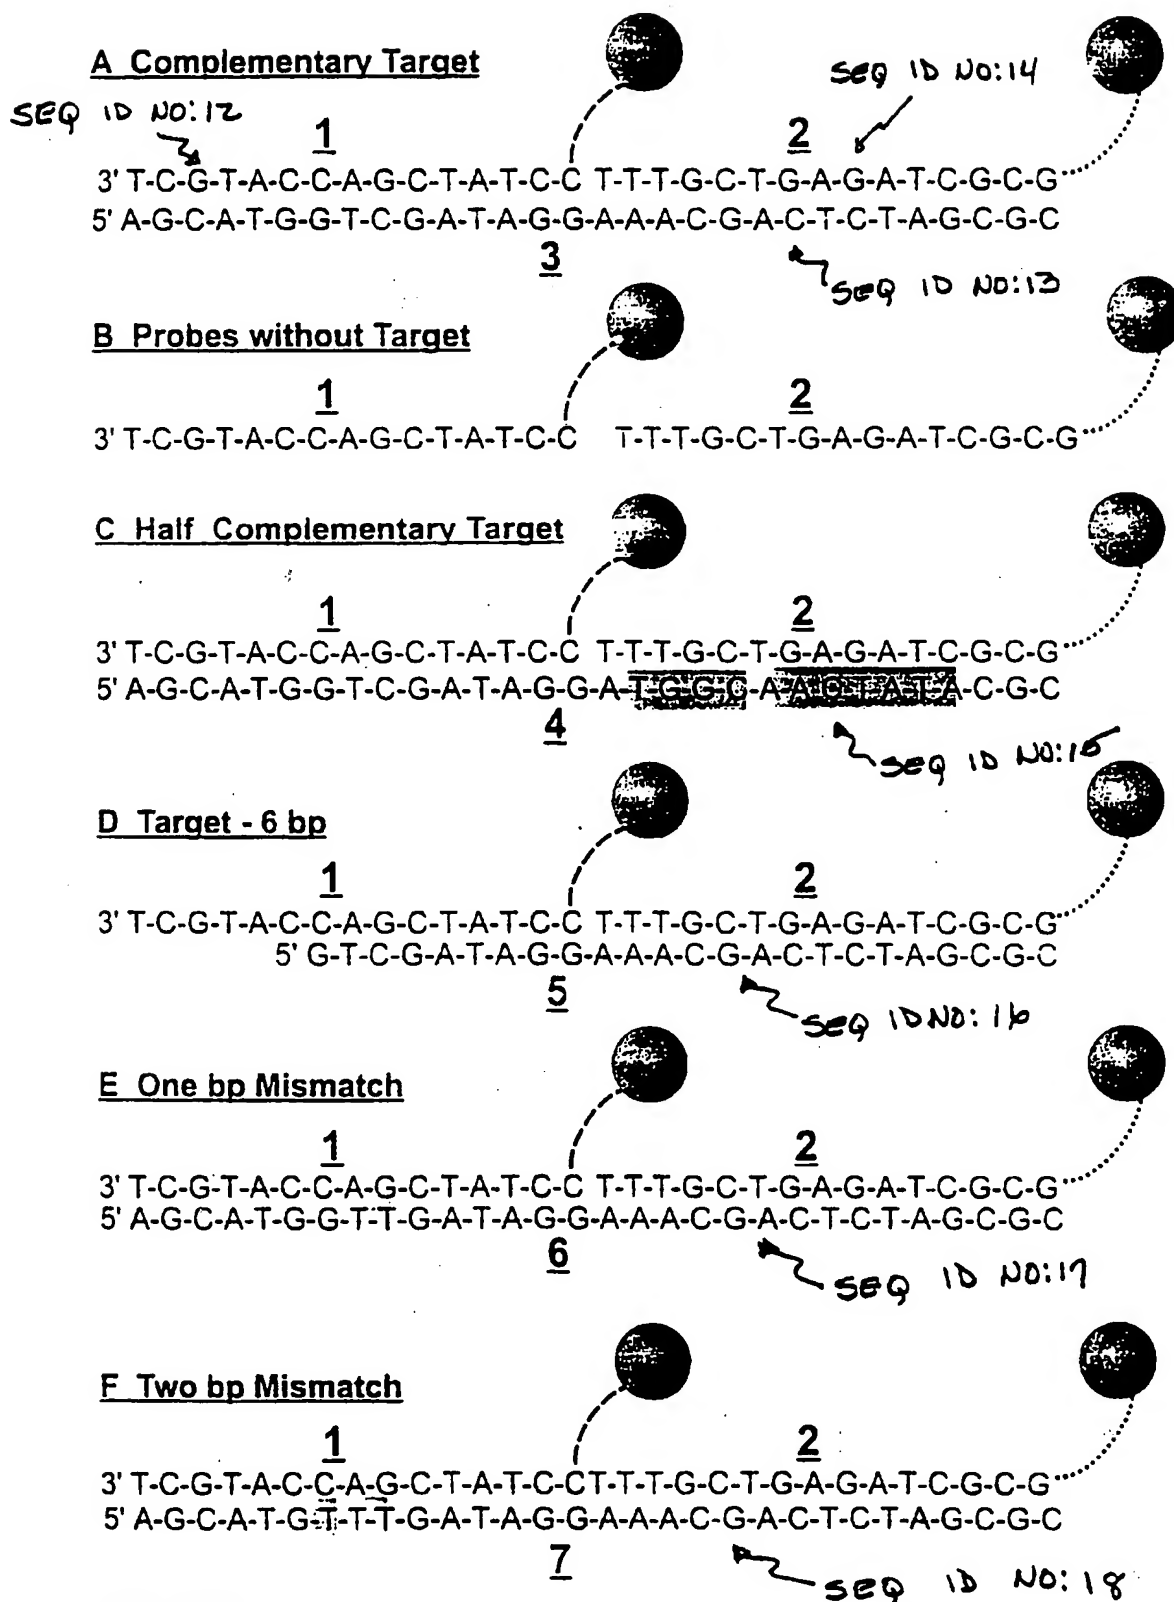 A Complementary Target
SEQ ID NO:14
SEQ ID NO:12
1 2
3' T-C-G-T-A-C-C-A-G-C-T-A-T-C-C T-T-T-G-C-T-G-A-G-A-T-C-G-C-G
5' A-G-C-A-T-G-G-T-C-G-A-T-A-G-G-A-A-A-C-G-A-C-T-C-T-A-G-C-G-C
3
SEQ ID NO:13
B Probes without Target
1 2
3' T-C-G-T-A-C-C-A-G-C-T-A-T-C-C T-T-T-G-C-T-G-A-G-A-T-C-G-C-G
C Half Complementary Target
1 2
3' T-C-G-T-A-C-C-A-G-C-T-A-T-C-C T-T-T-G-C-T-G-A-G-A-T-C-G-C-G
5' A-G-C-A-T-G-G-T-C-G-A-T-A-G-G-A-T-G-G-C-A-A-C-T-A-T-A-C-G-C
4
SEQ ID NO:15
D Target - 6 bp
1 2
3' T-C-G-T-A-C-C-A-G-C-T-A-T-C-C T-T-T-G-C-T-G-A-G-A-T-C-G-C-G
5' G-T-C-G-A-T-A-G-G-A-A-A-C-G-A-C-T-C-T-A-G-C-G-C
5
SEQ ID NO:16
E One bp Mismatch
1 2
3' T-C-G-T-A-C-C-A-G-C-T-A-T-C-C T-T-T-G-C-T-G-A-G-A-T-C-G-C-G
5' A-G-C-A-T-G-G-T-T-G-A-T-A-G-G-A-A-A-C-G-A-C-T-C-T-A-G-C-G-C
6
SEQ ID NO:17
F Two bp Mismatch
1 2
3' T-C-G-T-A-C-C-A-G-C-T-A-T-C-C-T-T-T-G-C-T-G-A-G-A-T-C-G-C-G
5' A-G-C-A-T-G-T-T-T-G-A-T-A-G-G-A-A-A-C-G-A-C-T-C-T-A-G-C-G-C
7
SEQ ID NO:18